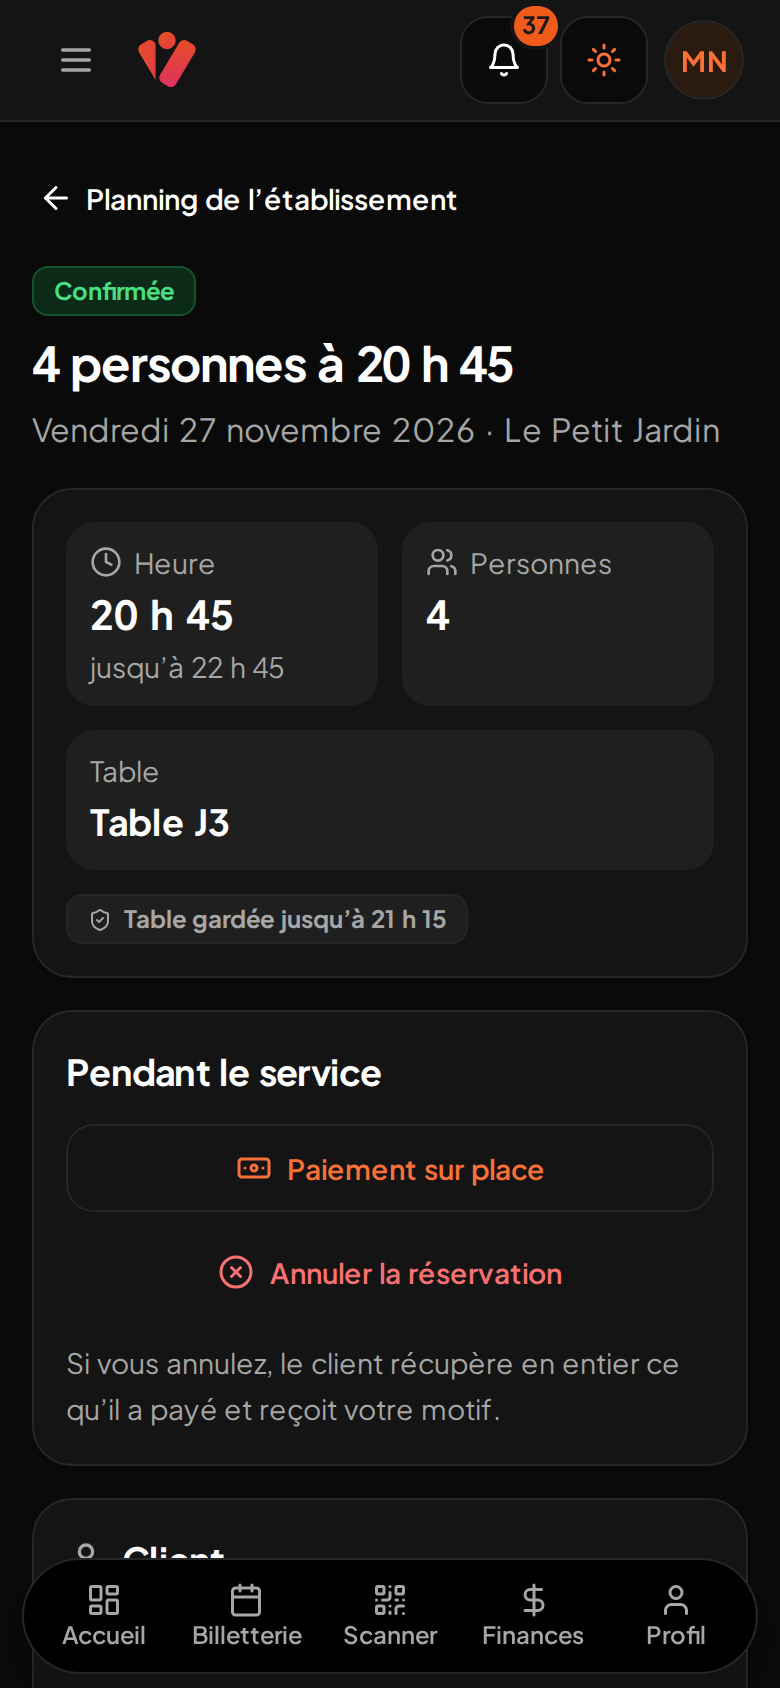 37
MN
Planning de l’établissement
Confirmée
4 personnes à 20 h 45
Vendredi 27 novembre 2026 · Le Petit Jardin
Heure
20 h 45
jusqu’à 22 h 45
Personnes
4
Table
Table J3
Table gardée jusqu’à 21 h 15
Pendant le service
Paiement sur place
Annuler la réservation
Si vous annulez, le client récupère en entier ce
qu’il a payé et reçoit votre motif.
Client
Accueil
Billetterie
Scanner
Finances
Profil